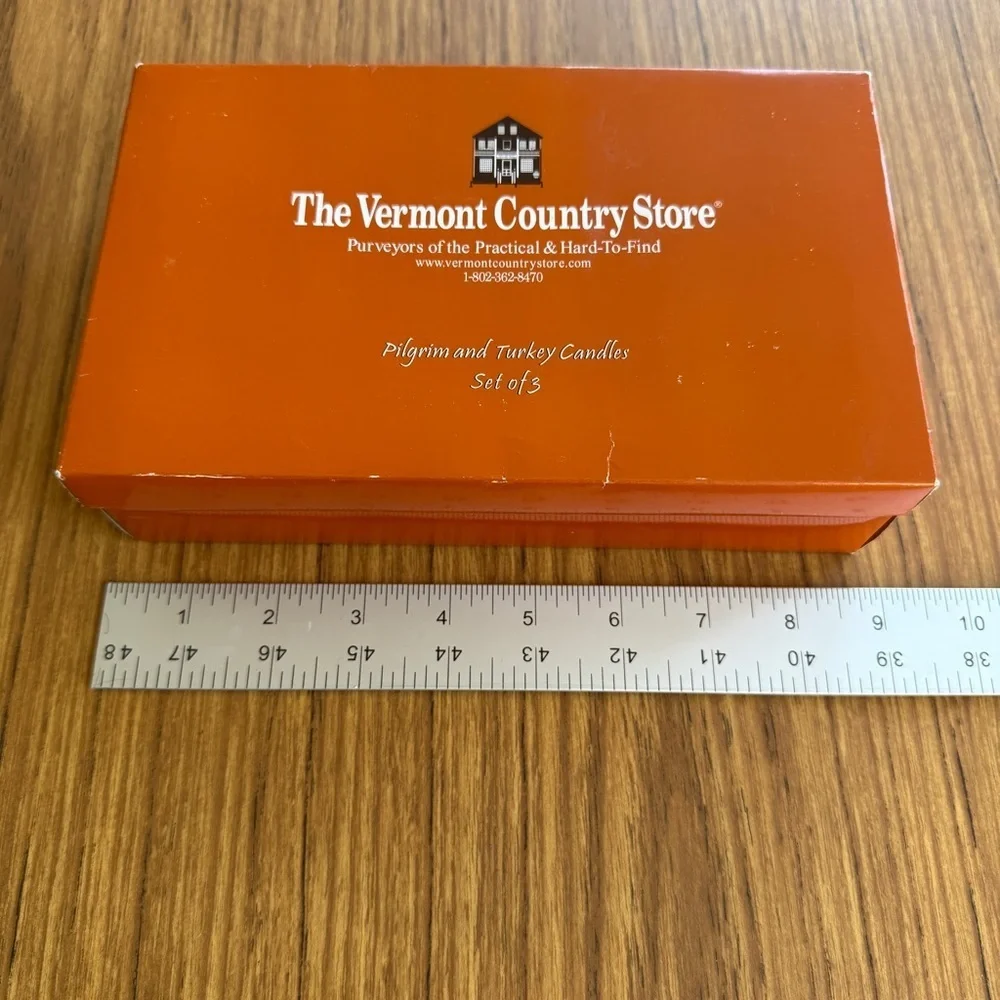 The Vermont Country Store®
Purveyors of the Practical & Hard-To-Find
www.vermontcountrystore.com
1-802-362-8470
Pilgrim and Turkey Candles
Set of 3
1 2 3 4 5 6 7 8 9 10
48 47 46 45 44 43 42 41 40 39 38